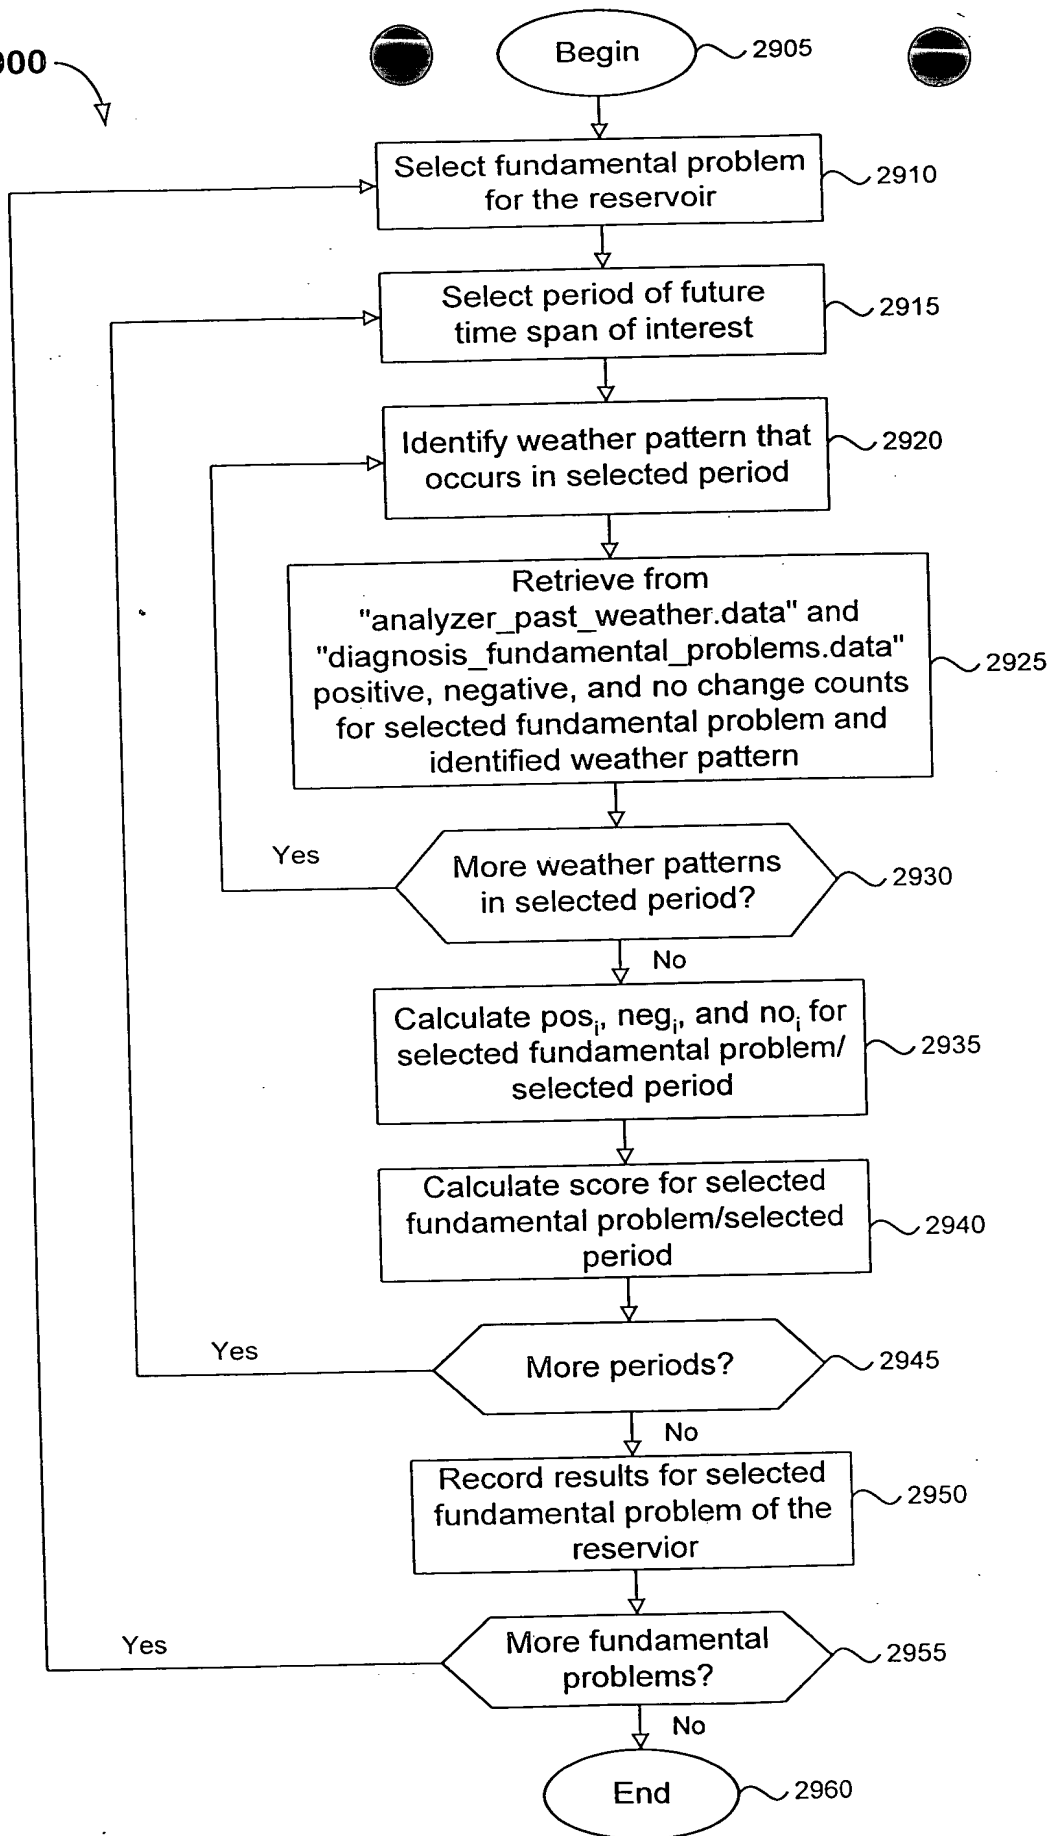 900
Begin
2905
Select fundamental problem
for the reservoir
2910
Select period of future
time span of interest
2915
Identify weather pattern that
occurs in selected period
2920
Retrieve from
"analyzer_past_weather.data" and
"diagnosis_fundamental_problems.data"
positive, negative, and no change counts
for selected fundamental problem and
identified weather pattern
2925
Yes
More weather patterns
in selected period?
2930
No
Calculate posi, negi, and noi for
selected fundamental problem/
selected period
2935
Calculate score for selected
fundamental problem/selected
period
2940
Yes
More periods?
2945
No
Record results for selected
fundamental problem of the
reservior
2950
Yes
More fundamental
problems?
2955
No
End
2960